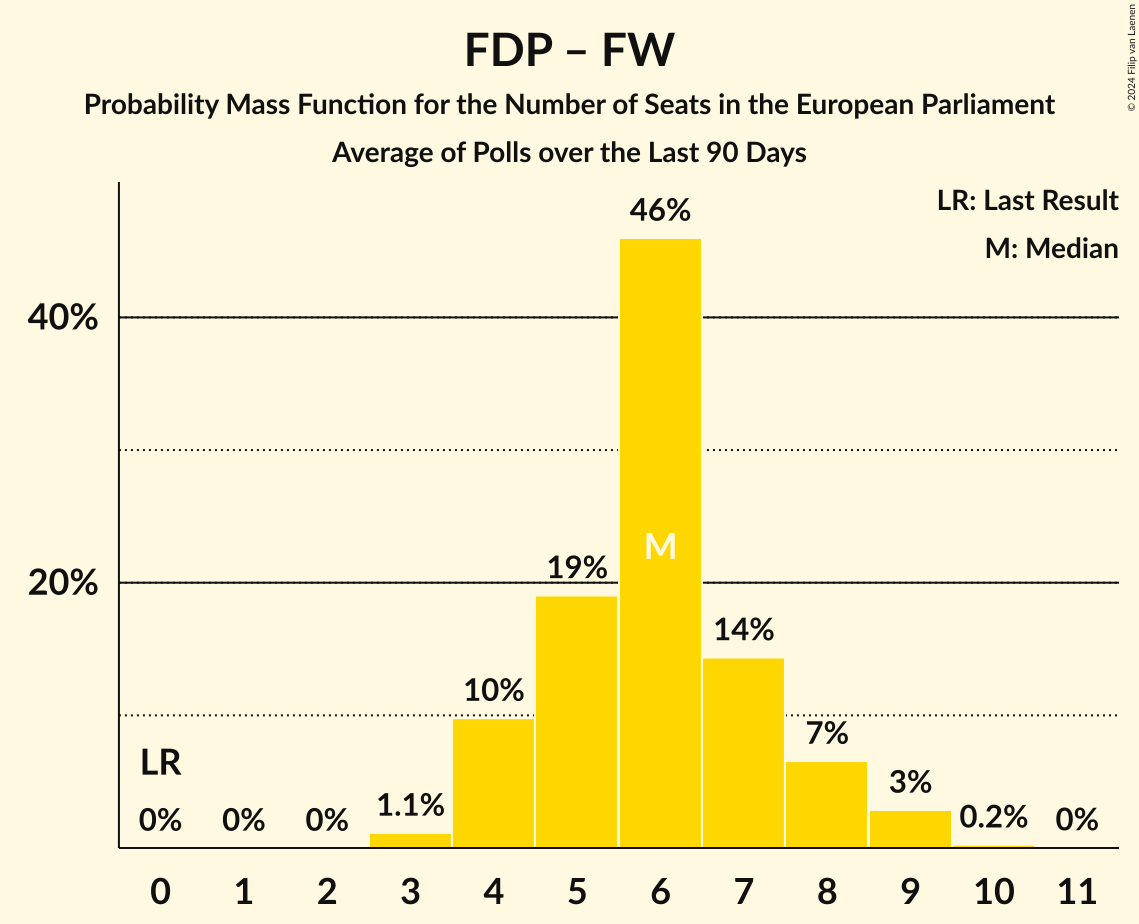 FDP – FW
Probability Mass Function for the Number of Seats in the European Parliament
Average of Polls over the Last 90 Days
© 2024 Filip van Laenen
LR: Last Result
M: Median
46%
40%
M
19%
20%
14%
10%
7%
LR
3%
1.1%
0% 0% 0% 0.2% 0%
0 1 2 3 4 5 6 7 8 9 10 11